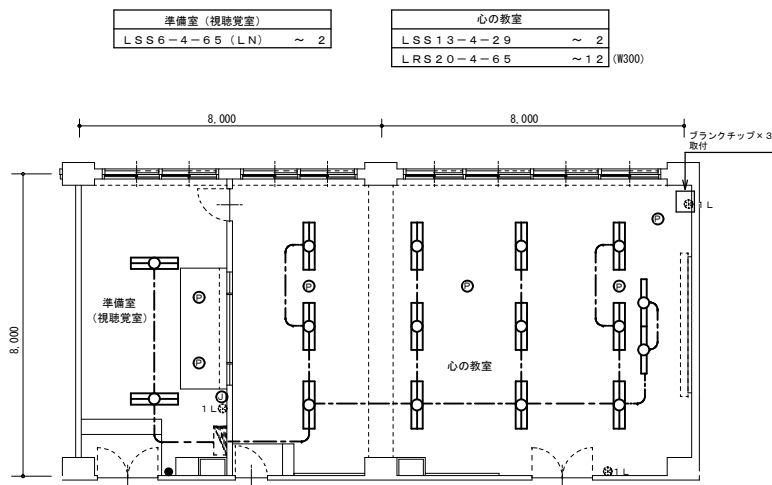 準備室（視聴覚室）
ＬＳＳ６－４－６５（ＬＮ） ～ ２
心の教室
ＬＳＳ１３－４－２９ ～ ２
ＬＲＳ２０－４－６５ ～１２ (W300)
8,000
8,000
ブランクチップ×３
取付
１Ｌ
Ｐ
準備室
（視聴覚室）
Ｐ
Ｐ
Ｐ
Ｐ
8,000
Ｐ
心の教室
Ｊ
１Ｌ
１Ｌ